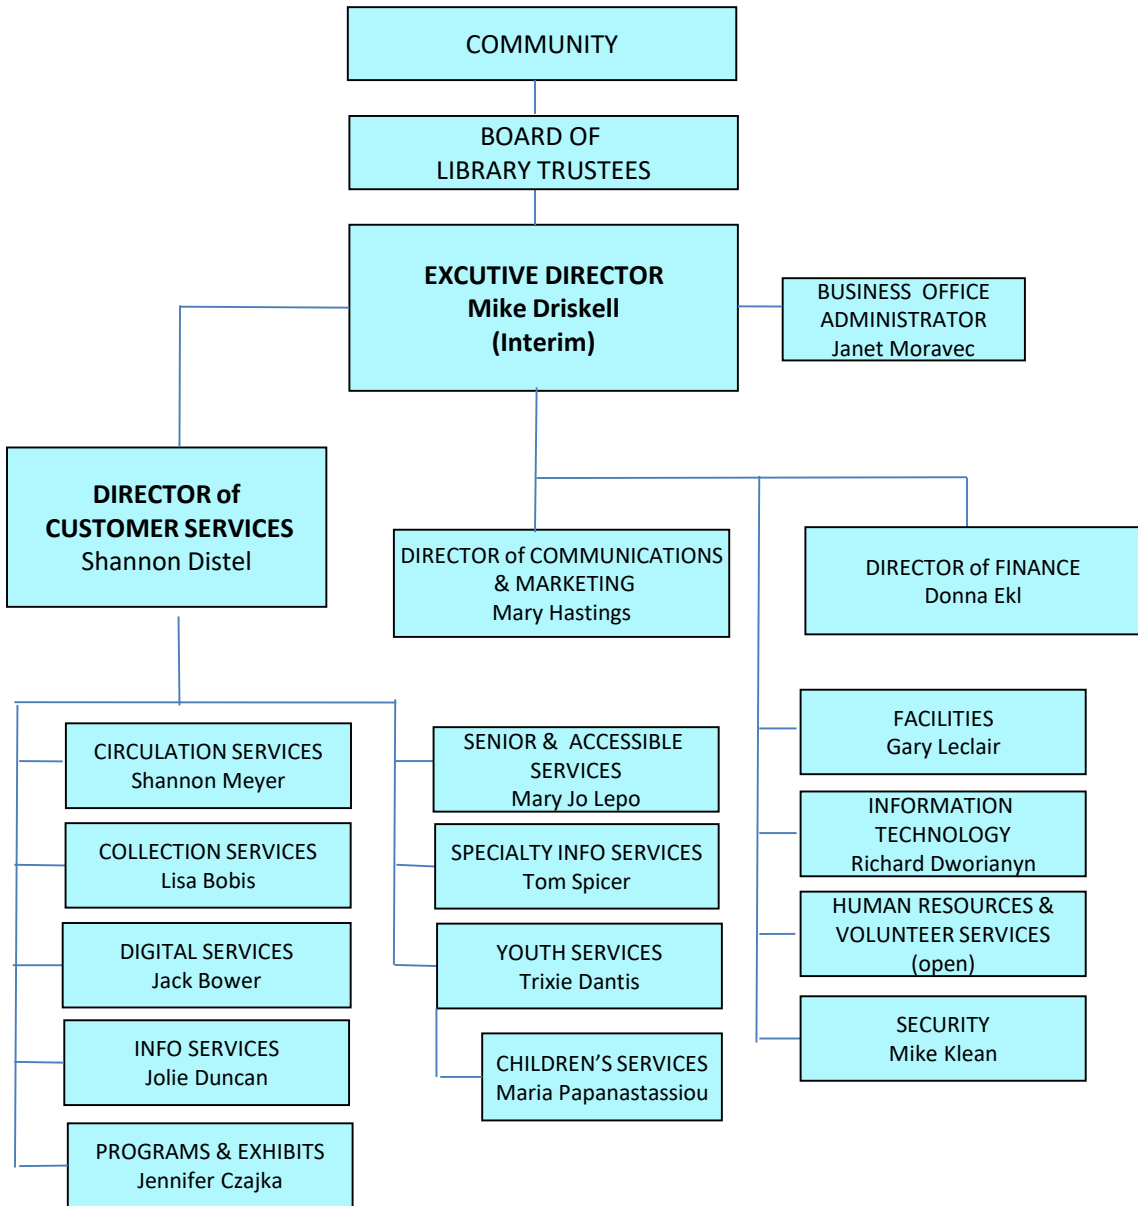 COMMUNITY
BOARD OF
LIBRARY TRUSTEES
EXCUTIVE DIRECTOR
Mike Driskell
(Interim)
BUSINESS OFFICE
ADMINISTRATOR
Janet Moravec
DIRECTOR of
CUSTOMER SERVICES
Shannon Distel
DIRECTOR of COMMUNICATIONS
& MARKETING
Mary Hastings
DIRECTOR of FINANCE
Donna Ekl
CIRCULATION SERVICES
Shannon Meyer
COLLECTION SERVICES
Lisa Bobis
DIGITAL SERVICES
Jack Bower
INFO SERVICES
Jolie Duncan
PROGRAMS & EXHIBITS
Jennifer Czajka
SENIOR & ACCESSIBLE
SERVICES
Mary Jo Lepo
SPECIALTY INFO SERVICES
Tom Spicer
YOUTH SERVICES
Trixie Dantis
CHILDREN’S SERVICES
Maria Papanastassiou
FACILITIES
Gary Leclair
INFORMATION
TECHNOLOGY
Richard Dworianyn
HUMAN RESOURCES &
VOLUNTEER SERVICES
(open)
SECURITY
Mike Klean